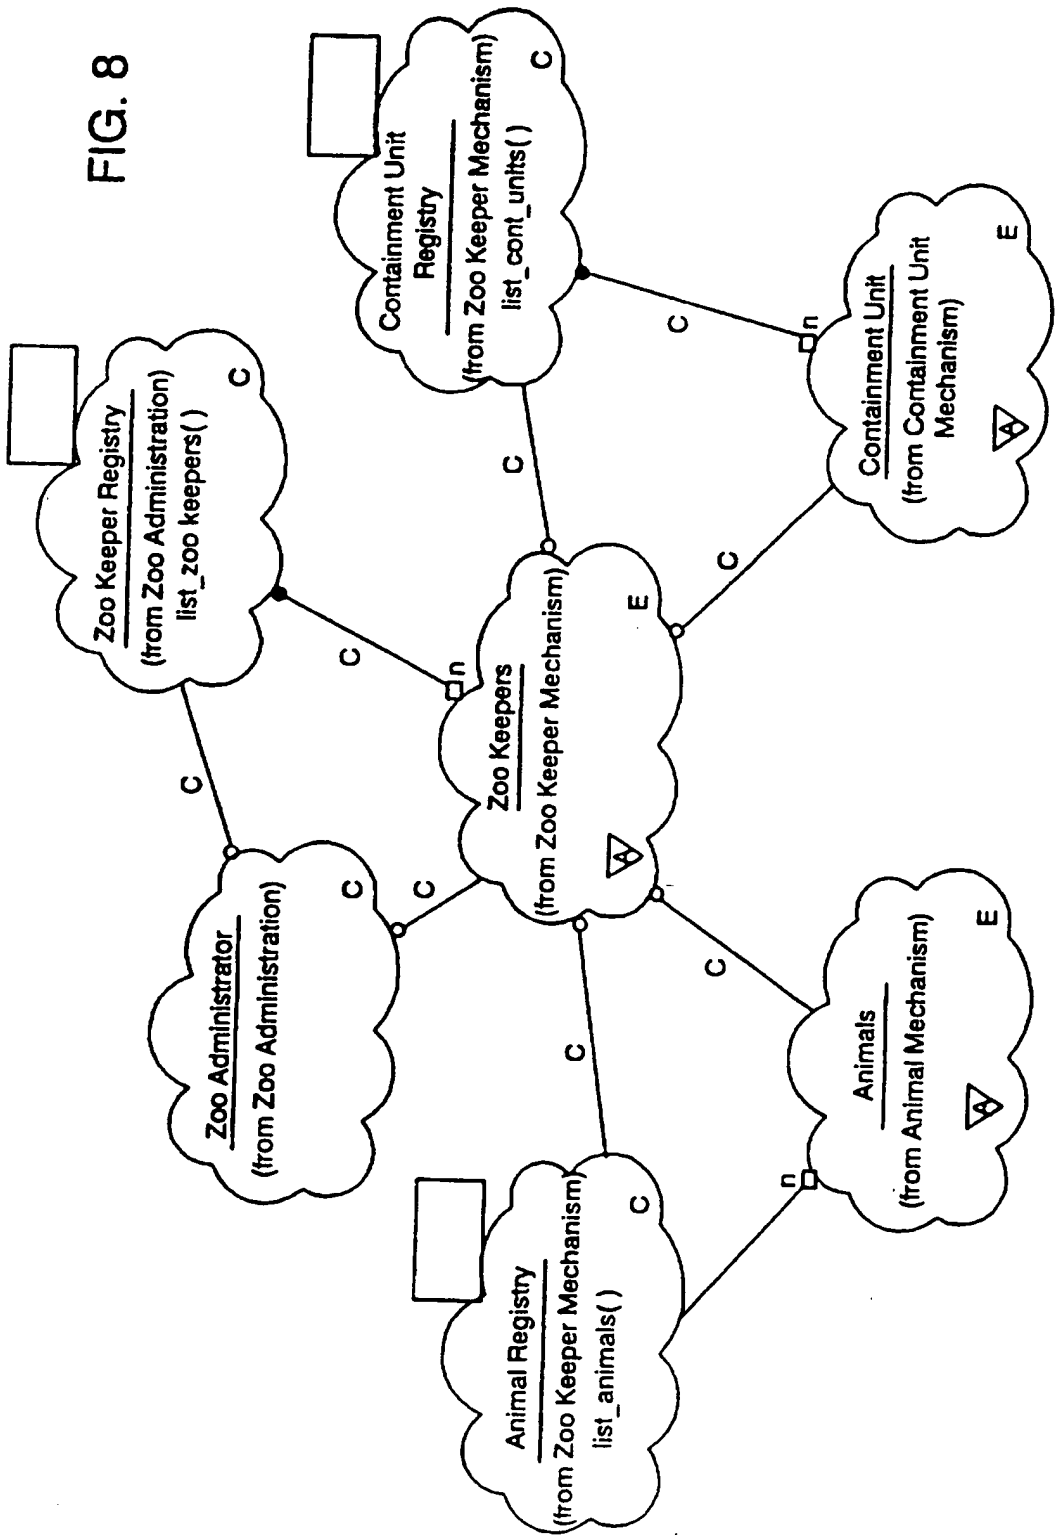 FIG. 8
Zoo Keeper Registry
(from Zoo Administration)
list_zoo keepers( )
C
Containment Unit
Registry
(from Zoo Keeper Mechanism)
list_cont_units( )
C
Zoo Administrator
(from Zoo Administration)
C
C
C
C
C
C
n
Zoo Keepers
(from Zoo Keeper Mechanism)
A
E
Animal Registry
(from Zoo Keeper Mechanism)
list_animals( )
C
C
C
C
n
n
Animals
(from Animal Mechanism)
A
E
Containment Unit
(from Containment Unit
Mechanism)
A
E